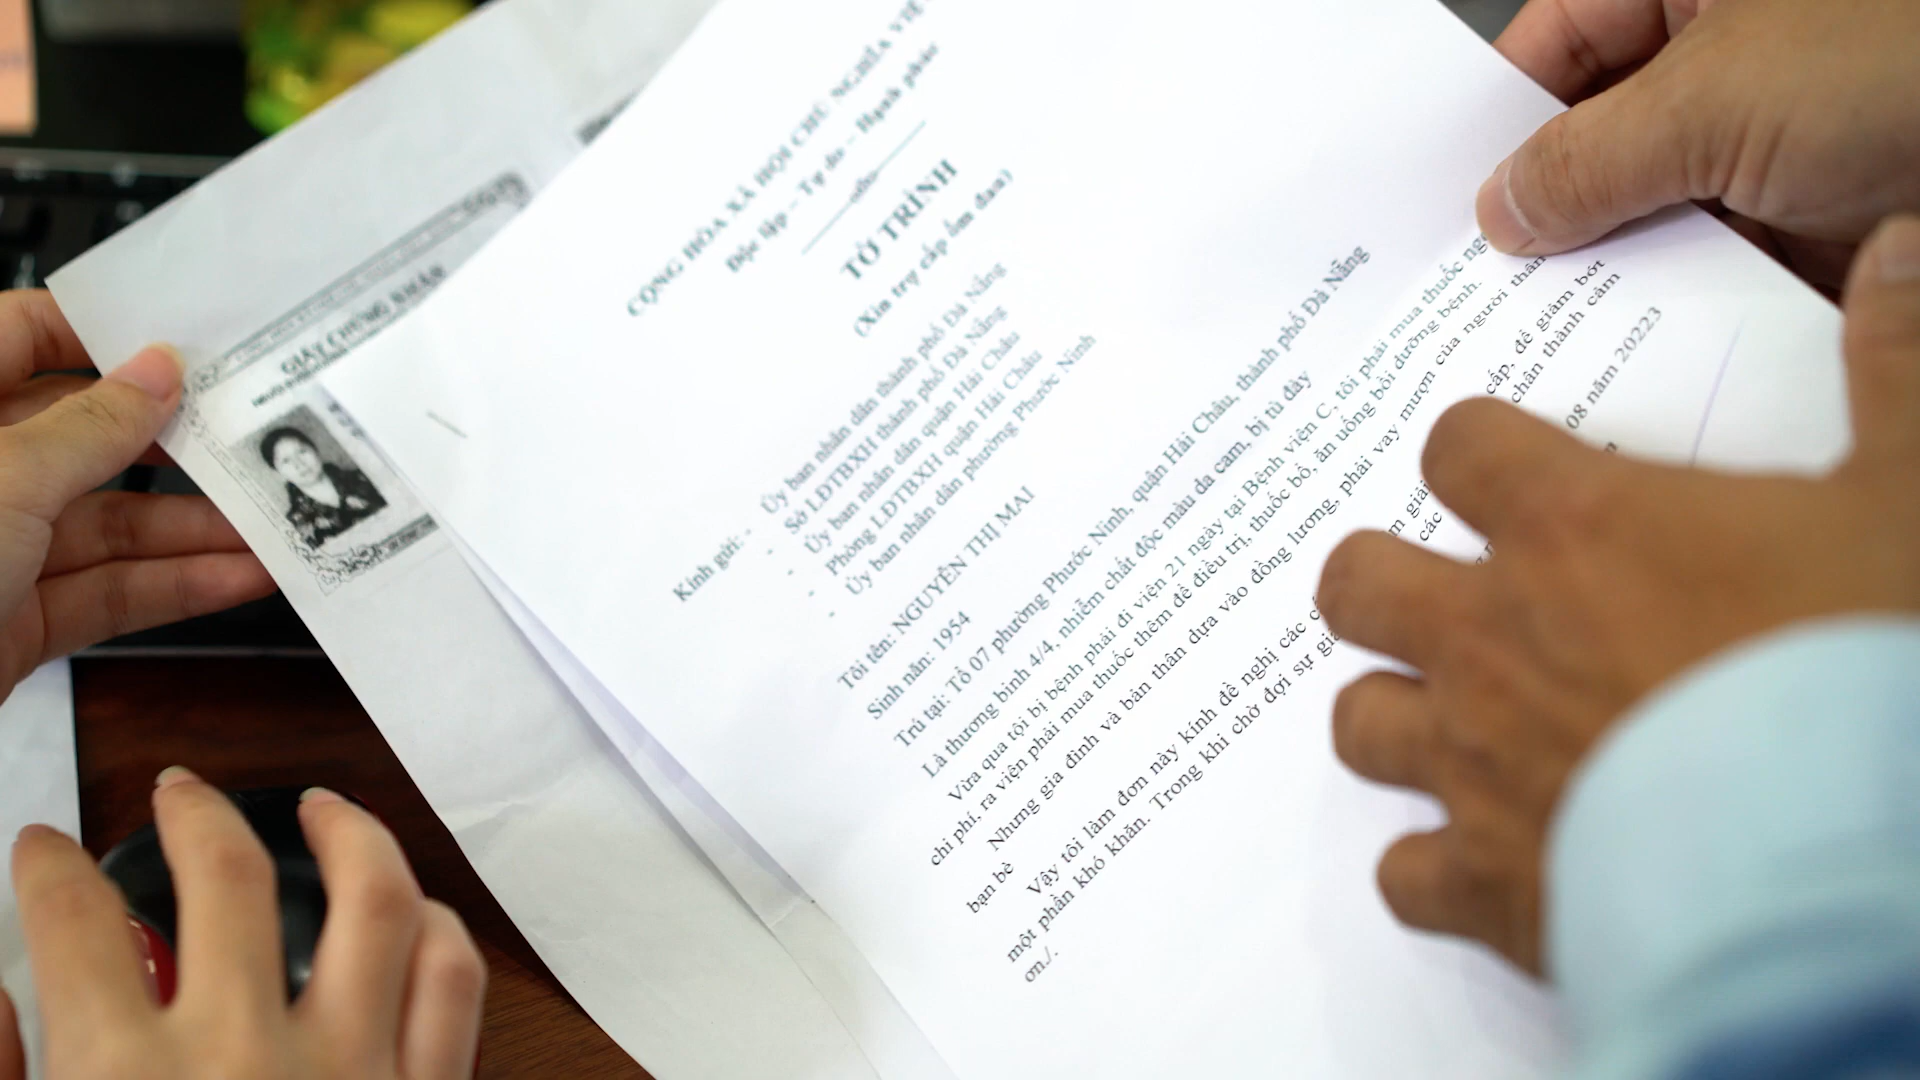 CỘNG HÒA XÃ HỘI CHỦ NGHĨA VIỆ
Độc lập – Tự do – Hạnh phúc
TỜ TRÌNH
(Xin trợ cấp ốm đau)
Kính gửi: - Ủy ban nhân dân thành phố Đà Nẵng
- Sở LĐTBXH thành phố Đà Nẵng
- Ủy ban nhân dân quận Hải Châu
- Phòng LĐTBXH quận Hải Châu
- Ủy ban nhân dân phường Phước Ninh
Tôi tên: NGUYỄN THỊ MAI
Sinh năm: 1954
Trú tại: Tổ 07 phường Phước Ninh, quận Hải Châu, thành phố Đà Nẵng
Là thương binh 4/4, nhiễm chất độc màu da cam, bị tù đày
Vừa qua tôi bị bệnh phải đi viện 21 ngày tại Bệnh viện C, tôi phải mua thuốc
chi phí, ra viện phải mua thuốc thêm để điều trị, thuốc bổ, ăn uống bồi dưỡng bệnh.
Nhưng gia đình và bản thân dựa vào đồng lương, phải vay mượn của người thân
bạn bè
Vậy tôi làm đơn này kính đề nghị các cấp, để giảm bớt
một phần khó khăn. Trong khi chờ đợi sự chân thành cảm
ơn./.
08 năm 20223
các
GIẤY CHỨNG NHẬN